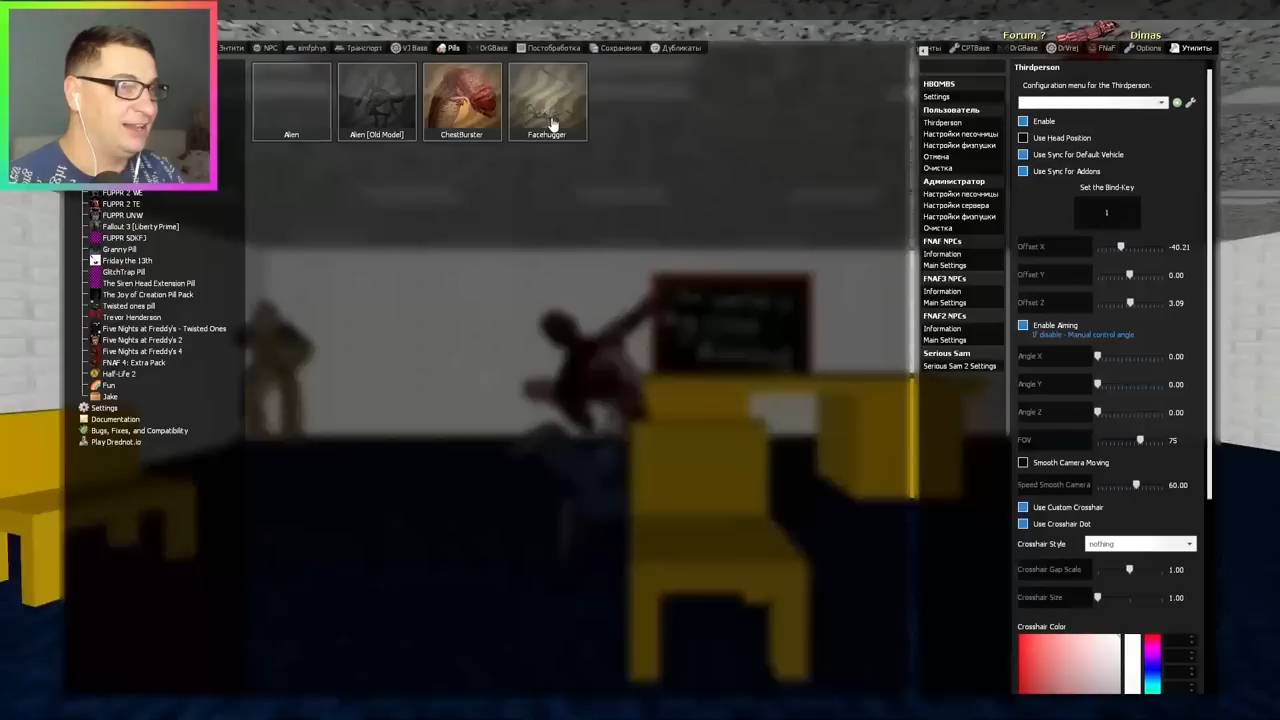 Forum ?
Dimas
Энтити
NPC
simfphys
Транспорт
VJ Base
Pils
DrGBase
Постобработка
Сохранения
Дубликаты
CPTBase
DrGBase
DrVrej
FNaF
Options
Утилиты
Alien
Alien [Old Model]
ChestBurster
Facehugger
FUPPR 2 WE
FUPPR 2 TE
FUPPR UNW
Fallout 3 [Liberty Prime]
FUPPR SDKFJ
Granny Pill
Friday the 13th
GlitchTrap Pill
The Siren Head Extension Pill
The Joy of Creation Pill Pack
Twisted ones pill
Trevor Henderson
Five Nights at Freddy's - Twisted Ones
Five Nights at Freddy's 2
Five Nights at Freddy's 4
FNAF 4: Extra Pack
Half-Life 2
Fun
Jake
Settings
Documentation
Bugs, Fixes, and Compatibility
Play Drednot.io
HBOMBS
Settings
Пользователь
Thirdperson
Настройки песочницы
Настройки физпушки
Отмена
Очистка
Администратор
Настройки песочницы
Настройки сервера
Настройки физпушки
Очистка
FNAF NPCs
Information
Main Settings
FNAF3 NPCs
Information
Main Settings
FNAF2 NPCs
Information
Main Settings
Serious Sam
Serious Sam 2 Settings
Thirdperson
Configuration menu for the Thirdperson.
Enable
Use Head Position
Use Sync for Default Vehicle
Use Sync for Addons
Set the Bind-Key
1
Offset X -40.21
Offset Y 0.00
Offset Z 3.09
Enable Aiming
If disable - Manual control angle
Angle X 0.00
Angle Y 0.00
Angle Z 0.00
FOV 75
Smooth Camera Moving
Speed Smooth Camera 60.00
Use Custom Crosshair
Use Crosshair Dot
Crosshair Style nothing
Crosshair Gap Scale 1.00
Crosshair Size 1.00
Crosshair Color